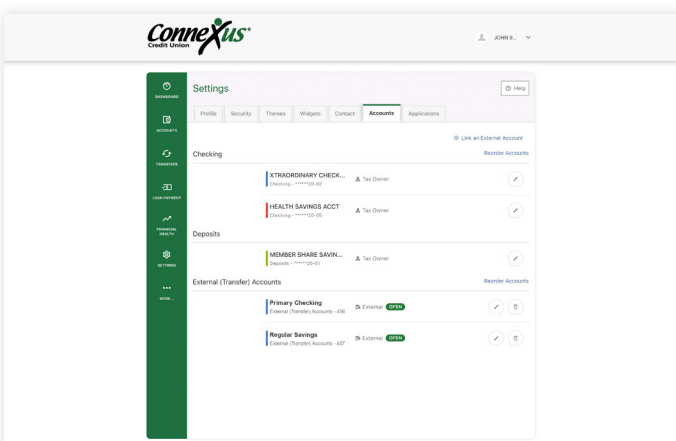 Connexus®
Credit Union
JOHN S...
Settings
Help
DASHBOARD
ACCOUNTS
TRANSFERS
LOAN PAYMENT
FINANCIAL
HEALTH
SETTINGS
MORE...
Profile
Security
Themes
Widgets
Contact
Accounts
Applications
Link an External Account
Checking
Reorder Accounts
XTRAORDINARY CHECK...
Checking - ******20-02
Tax Owner
HEALTH SAVINGS ACCT
Checking - ******20-05
Tax Owner
Deposits
MEMBER SHARE SAVIN...
Deposits - ******20-01
Tax Owner
External (Transfer) Accounts
Reorder Accounts
Primary Checking
External (Transfer) Accounts - 436
External OPEN
Regular Savings
External (Transfer) Accounts - 437
External OPEN